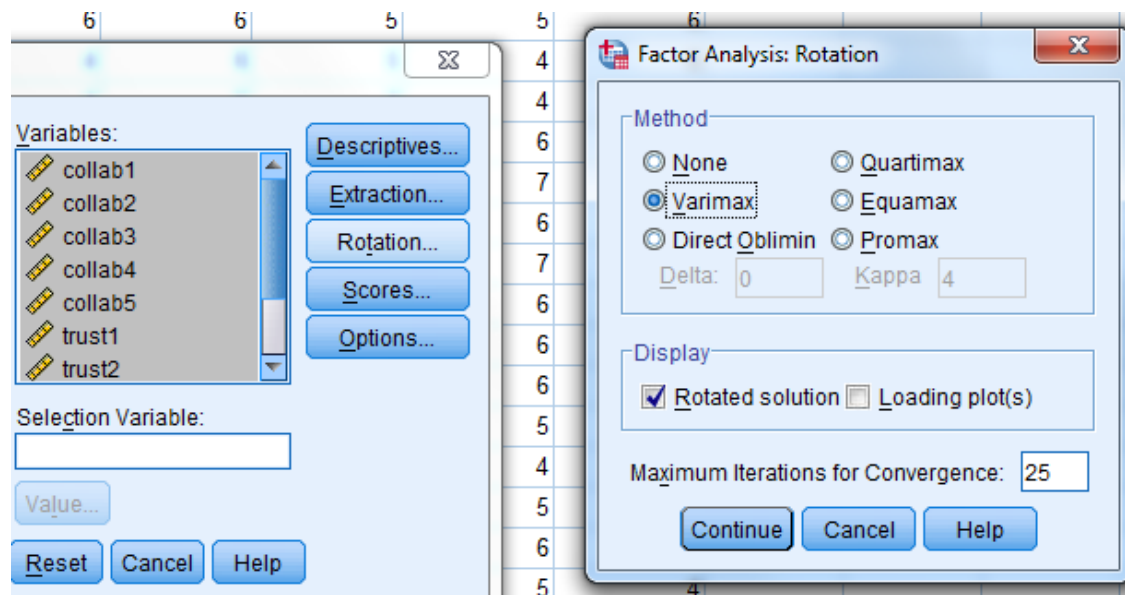 6 6 5 5 6
4
4
6
7
6
7
6
6
6
5
4
5
6
5 4
Variables:
collab1
collab2
collab3
collab4
collab5
trust1
trust2
Descriptives...
Extraction...
Rotation...
Scores...
Options...
Selection Variable:
Value...
Reset Cancel Help
Factor Analysis: Rotation
Method
None Quartimax
Varimax Equamax
Direct Oblimin Promax
Delta: 0 Kappa 4
Display
Rotated solution Loading plot(s)
Maximum Iterations for Convergence: 25
Continue Cancel Help